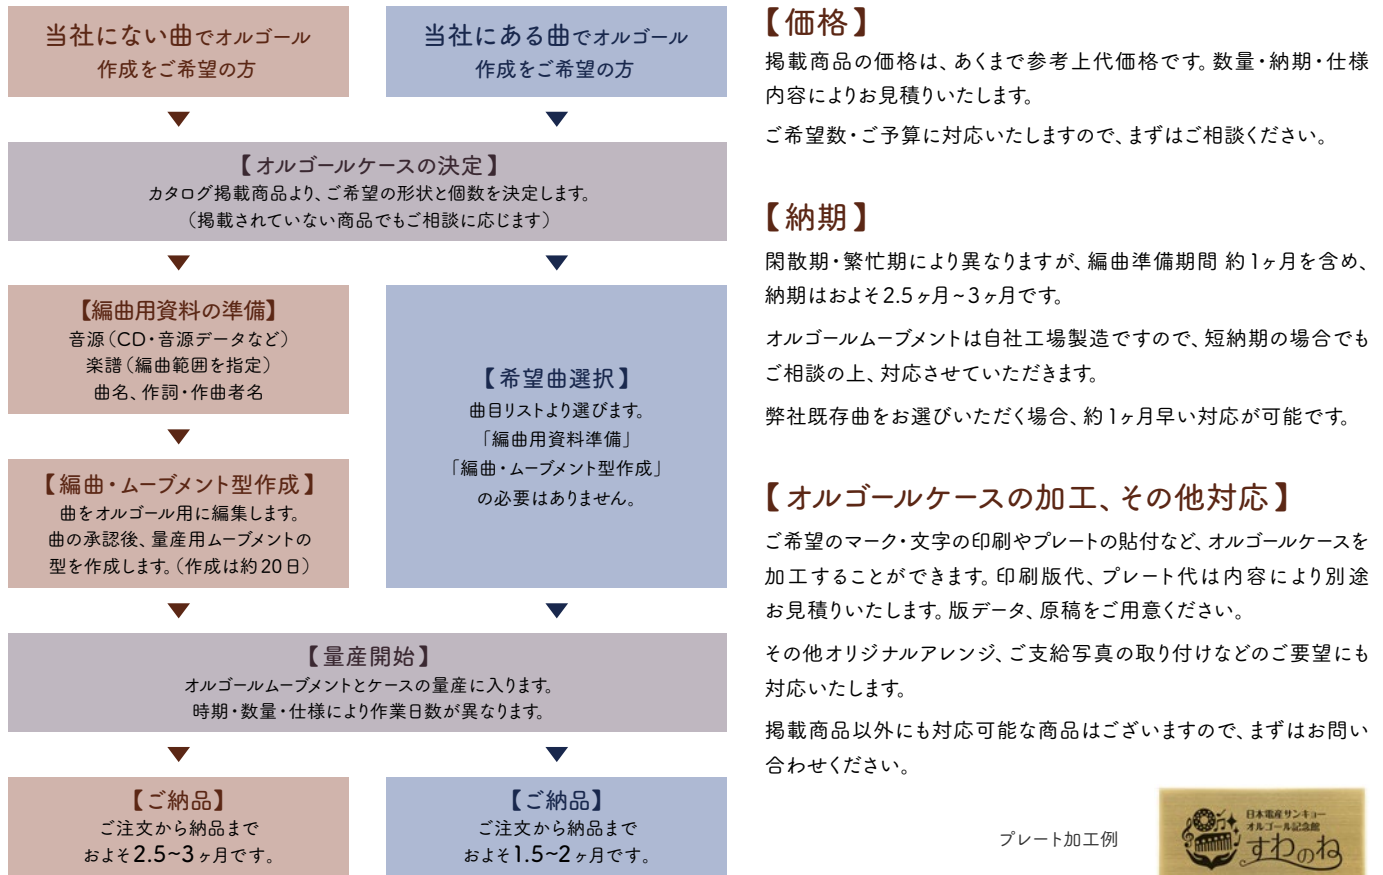 当社にない曲でオルゴール
作成をご希望の方
当社にある曲でオルゴール
作成をご希望の方
【オルゴールケースの決定】
カタログ掲載商品より、ご希望の形状と個数を決定します。
（掲載されていない商品でもご相談に応じます）
【編曲用資料の準備】
音源（CD・音源データなど）
楽譜（編曲範囲を指定）
曲名、作詞・作曲者名
【編曲・ムーブメント型作成】
曲をオルゴール用に編集します。
曲の承認後、量産用ムーブメントの
型を作成します。（作成は約20日）
【希望曲選択】
曲目リストより選びます。
「編曲用資料準備」
「編曲・ムーブメント型作成」
の必要はありません。
【量産開始】
オルゴールムーブメントとケースの量産に入ります。
時期・数量・仕様により作業日数が異なります。
【ご納品】
ご注文から納品まで
およそ2.5~3ヶ月です。
【ご納品】
ご注文から納品まで
およそ1.5~2ヶ月です。
【価格】
掲載商品の価格は、あくまで参考上代価格です。数量・納期・仕様
内容によりお見積りいたします。
ご希望数・ご予算に対応いたしますので、まずはご相談ください。
【納期】
閑散期・繁忙期により異なりますが、編曲準備期間 約1ヶ月を含め、
納期はおよそ2.5ヶ月~3ヶ月です。
オルゴールムーブメントは自社工場製造ですので、短納期の場合でも
ご相談の上、対応させていただきます。
弊社既存曲をお選びいただく場合、約1ヶ月早い対応が可能です。
【オルゴールケースの加工、その他対応】
ご希望のマーク・文字の印刷やプレートの貼付など、オルゴールケースを
加工することができます。印刷版代、プレート代は内容により別途
お見積りいたします。版データ、原稿をご用意ください。
その他オリジナルアレンジ、ご支給写真の取り付けなどのご要望にも
対応いたします。
掲載商品以外にも対応可能な商品はございますので、まずはお問い
合わせください。
プレート加工例
日本電産サンキョー
オルゴール記念館
すわのね